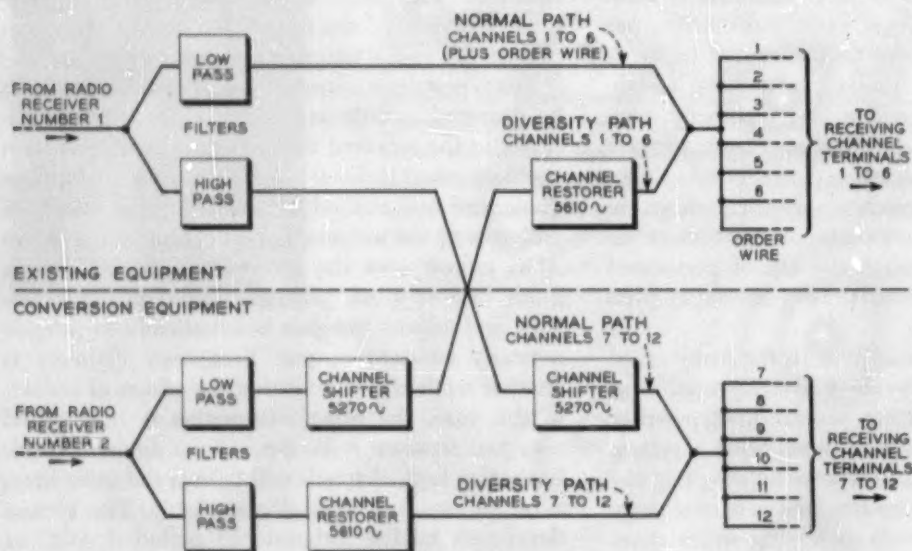 NORMAL PATH
CHANNELS 1 TO 6
(PLUS ORDER WIRE)
LOW
PASS
FROM RADIO
RECEIVER
NUMBER 1
FILTERS
HIGH
PASS
DIVERSITY PATH
CHANNELS 1 TO 6
CHANNEL
RESTORER
5610∿
1
2
3
4
5
6
ORDER
WIRE
TO
RECEIVING
CHANNEL
TERMINALS
1 TO 6
EXISTING EQUIPMENT
CONVERSION EQUIPMENT
NORMAL PATH
CHANNELS 7 TO 12
LOW
PASS
CHANNEL
SHIFTER
5270∿
CHANNEL
SHIFTER
5270∿
FROM RADIO
RECEIVER
NUMBER 2
FILTERS
HIGH
PASS
CHANNEL
RESTORER
5610∿
DIVERSITY PATH
CHANNELS 7 TO 12
7
8
9
10
11
12
TO
RECEIVING
CHANNEL
TERMINALS
7 TO 12